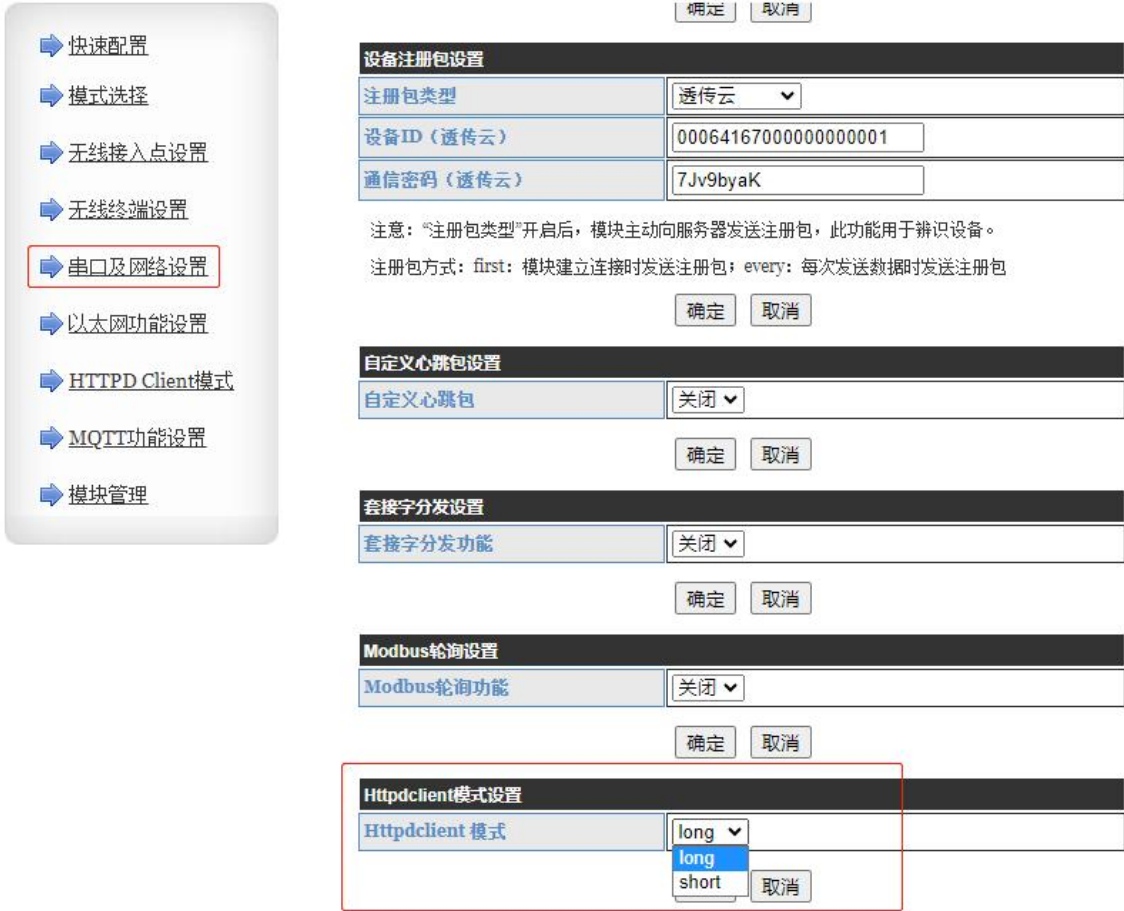 快速配置
模式选择
无线接入点设置
无线终端设置
串口及网络设置
以太网功能设置
HTTPD Client模式
MQTT功能设置
模块管理
确定 取消
设备注册包设置
注册包类型 透传云
设备ID（透传云） 00064167000000000001
通信密码（透传云） 7Jv9byaK
注意：“注册包类型”开启后，模块主动向服务器发送注册包，此功能用于辨识设备。
注册包方式：first：模块建立连接时发送注册包；every：每次发送数据时发送注册包
确定 取消
自定义心跳包设置
自定义心跳包 关闭
确定 取消
套接字分发设置
套接字分发功能 关闭
确定 取消
Modbus轮询设置
Modbus轮询功能 关闭
确定 取消
Httpdclient模式设置
Httpdclient 模式 long
long
short
取消